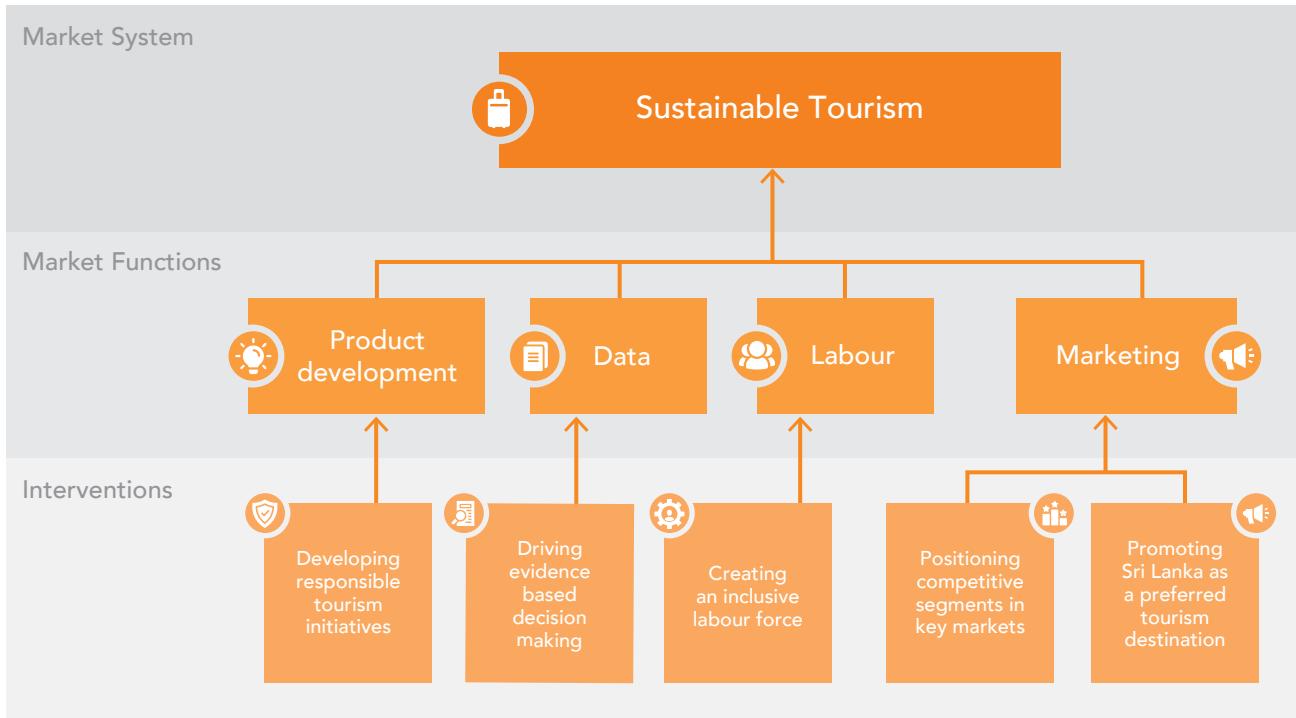 Market System
Sustainable Tourism
Market Functions
Product
development
Data
Labour
Marketing
Interventions
Developing
responsible
tourism
initiatives
Driving
evidence
based
decision
making
Creating
an inclusive
labour force
Positioning
competitive
segments in
key markets
Promoting
Sri Lanka as
a preferred
tourism
destination